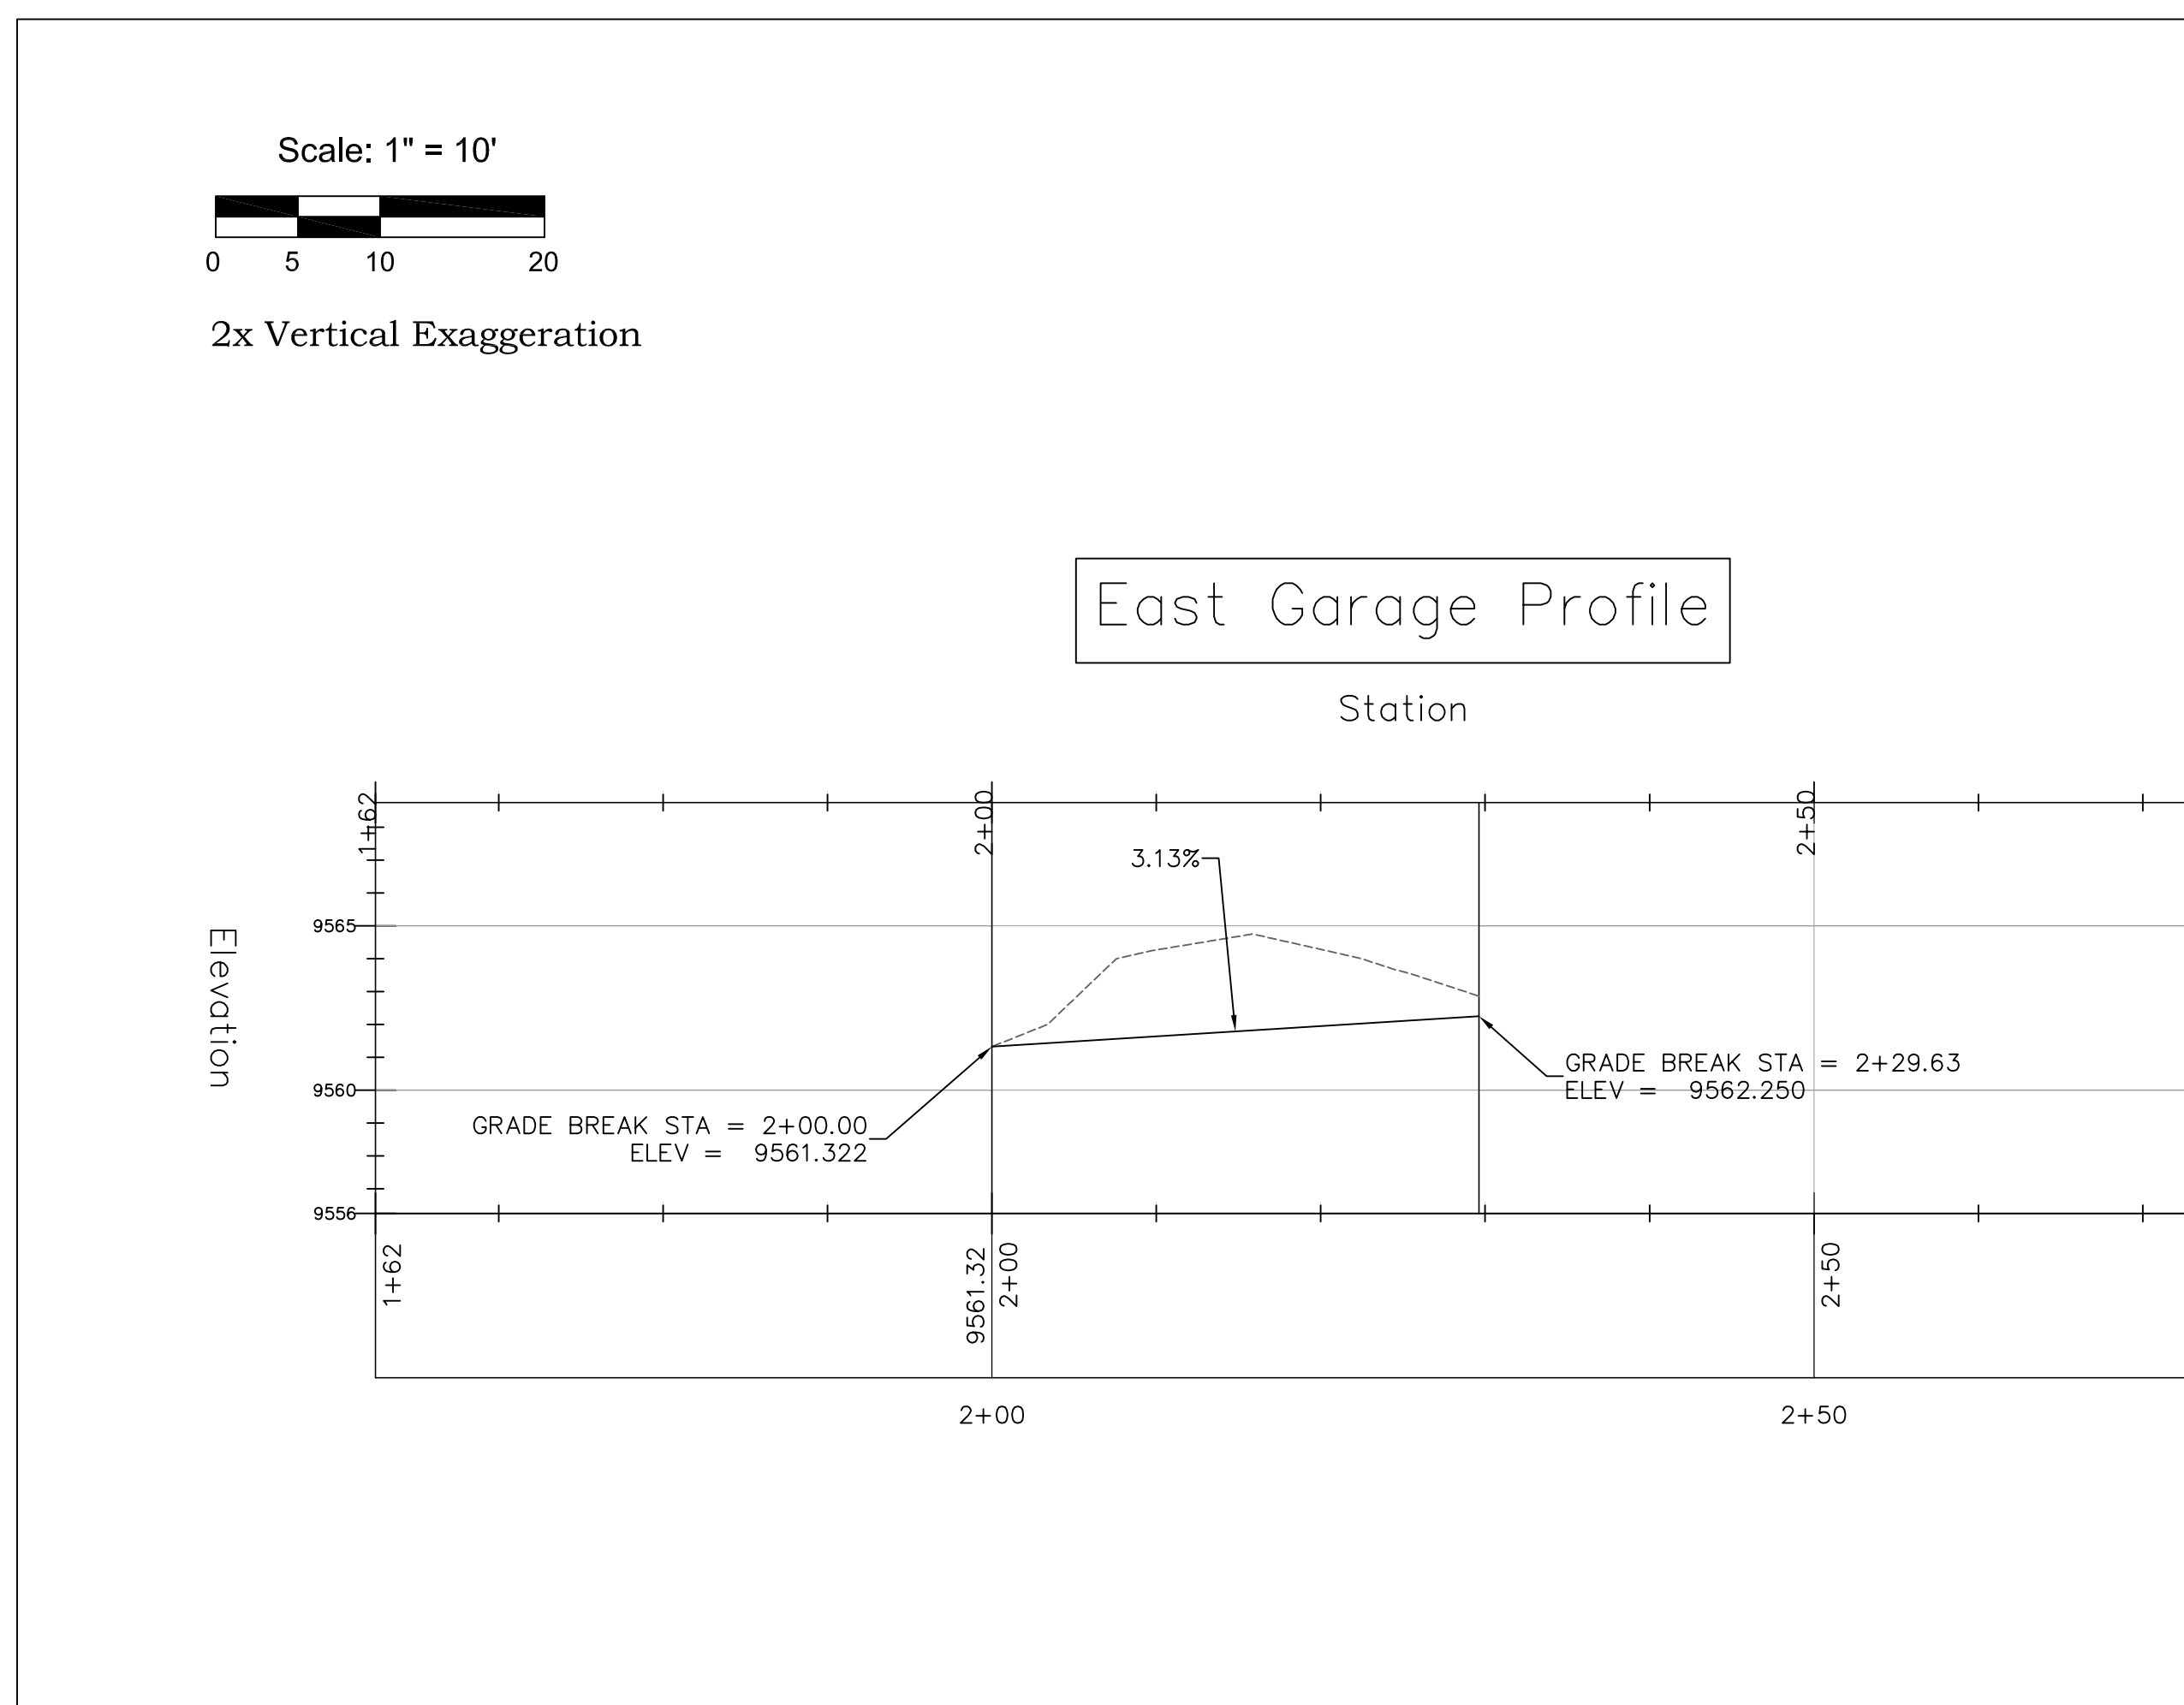 Scale: 1" = 10'
0 5 10 20
2x Vertical Exaggeration
East Garage Profile
Station
1+62 2+00 2+50
3.13%
9565
Elevation
9560
9556
GRADE BREAK STA = 2+29.63
ELEV = 9562.250
GRADE BREAK STA = 2+00.00
ELEV = 9561.322
1+62 9561.32 2+00 2+50
2+00 2+50